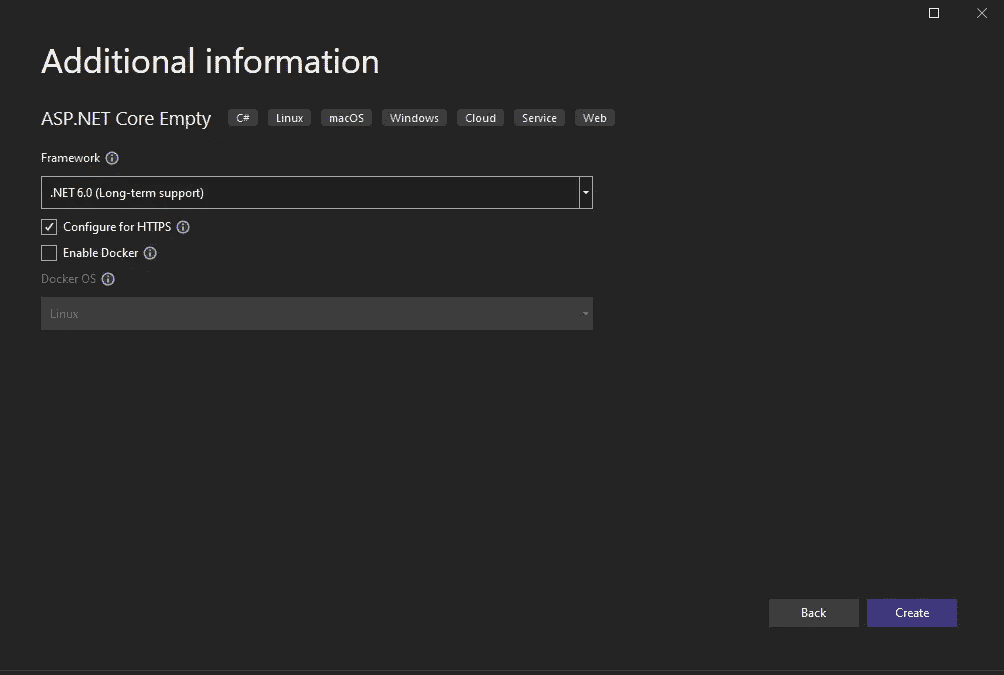 Additional information
ASP.NET Core Empty C# Linux macOS Windows Cloud Service Web
Framework
.NET 6.0 (Long-term support)
Configure for HTTPS
Enable Docker
Docker OS
Linux
Back Create